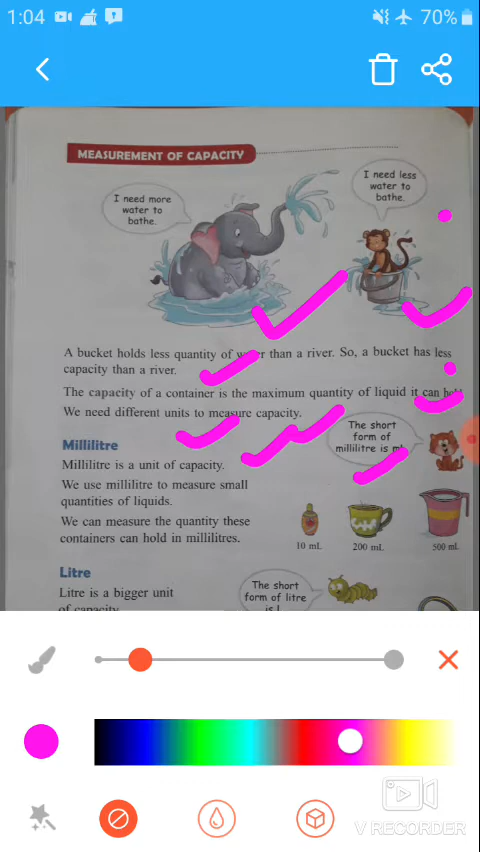 1:04
70%
MEASUREMENT OF CAPACITY
I need more
water to
bathe.
I need less
water to
bathe.
A bucket holds less quantity of water than a river. So, a bucket has less
capacity than a river.
The capacity of a container is the maximum quantity of liquid it can
We need different units to measure capacity.
The short
form of
millilitre is
Millilitre
Millilitre is a unit of capacity.
We use millilitre to measure small
quantities of liquids.
We can measure the quantity these
containers can hold in millilitres.
10 mL
200 mL
500 mL
Litre
Litre is a bigger unit
of capacity
The short
form of litre
is
V RECORDER